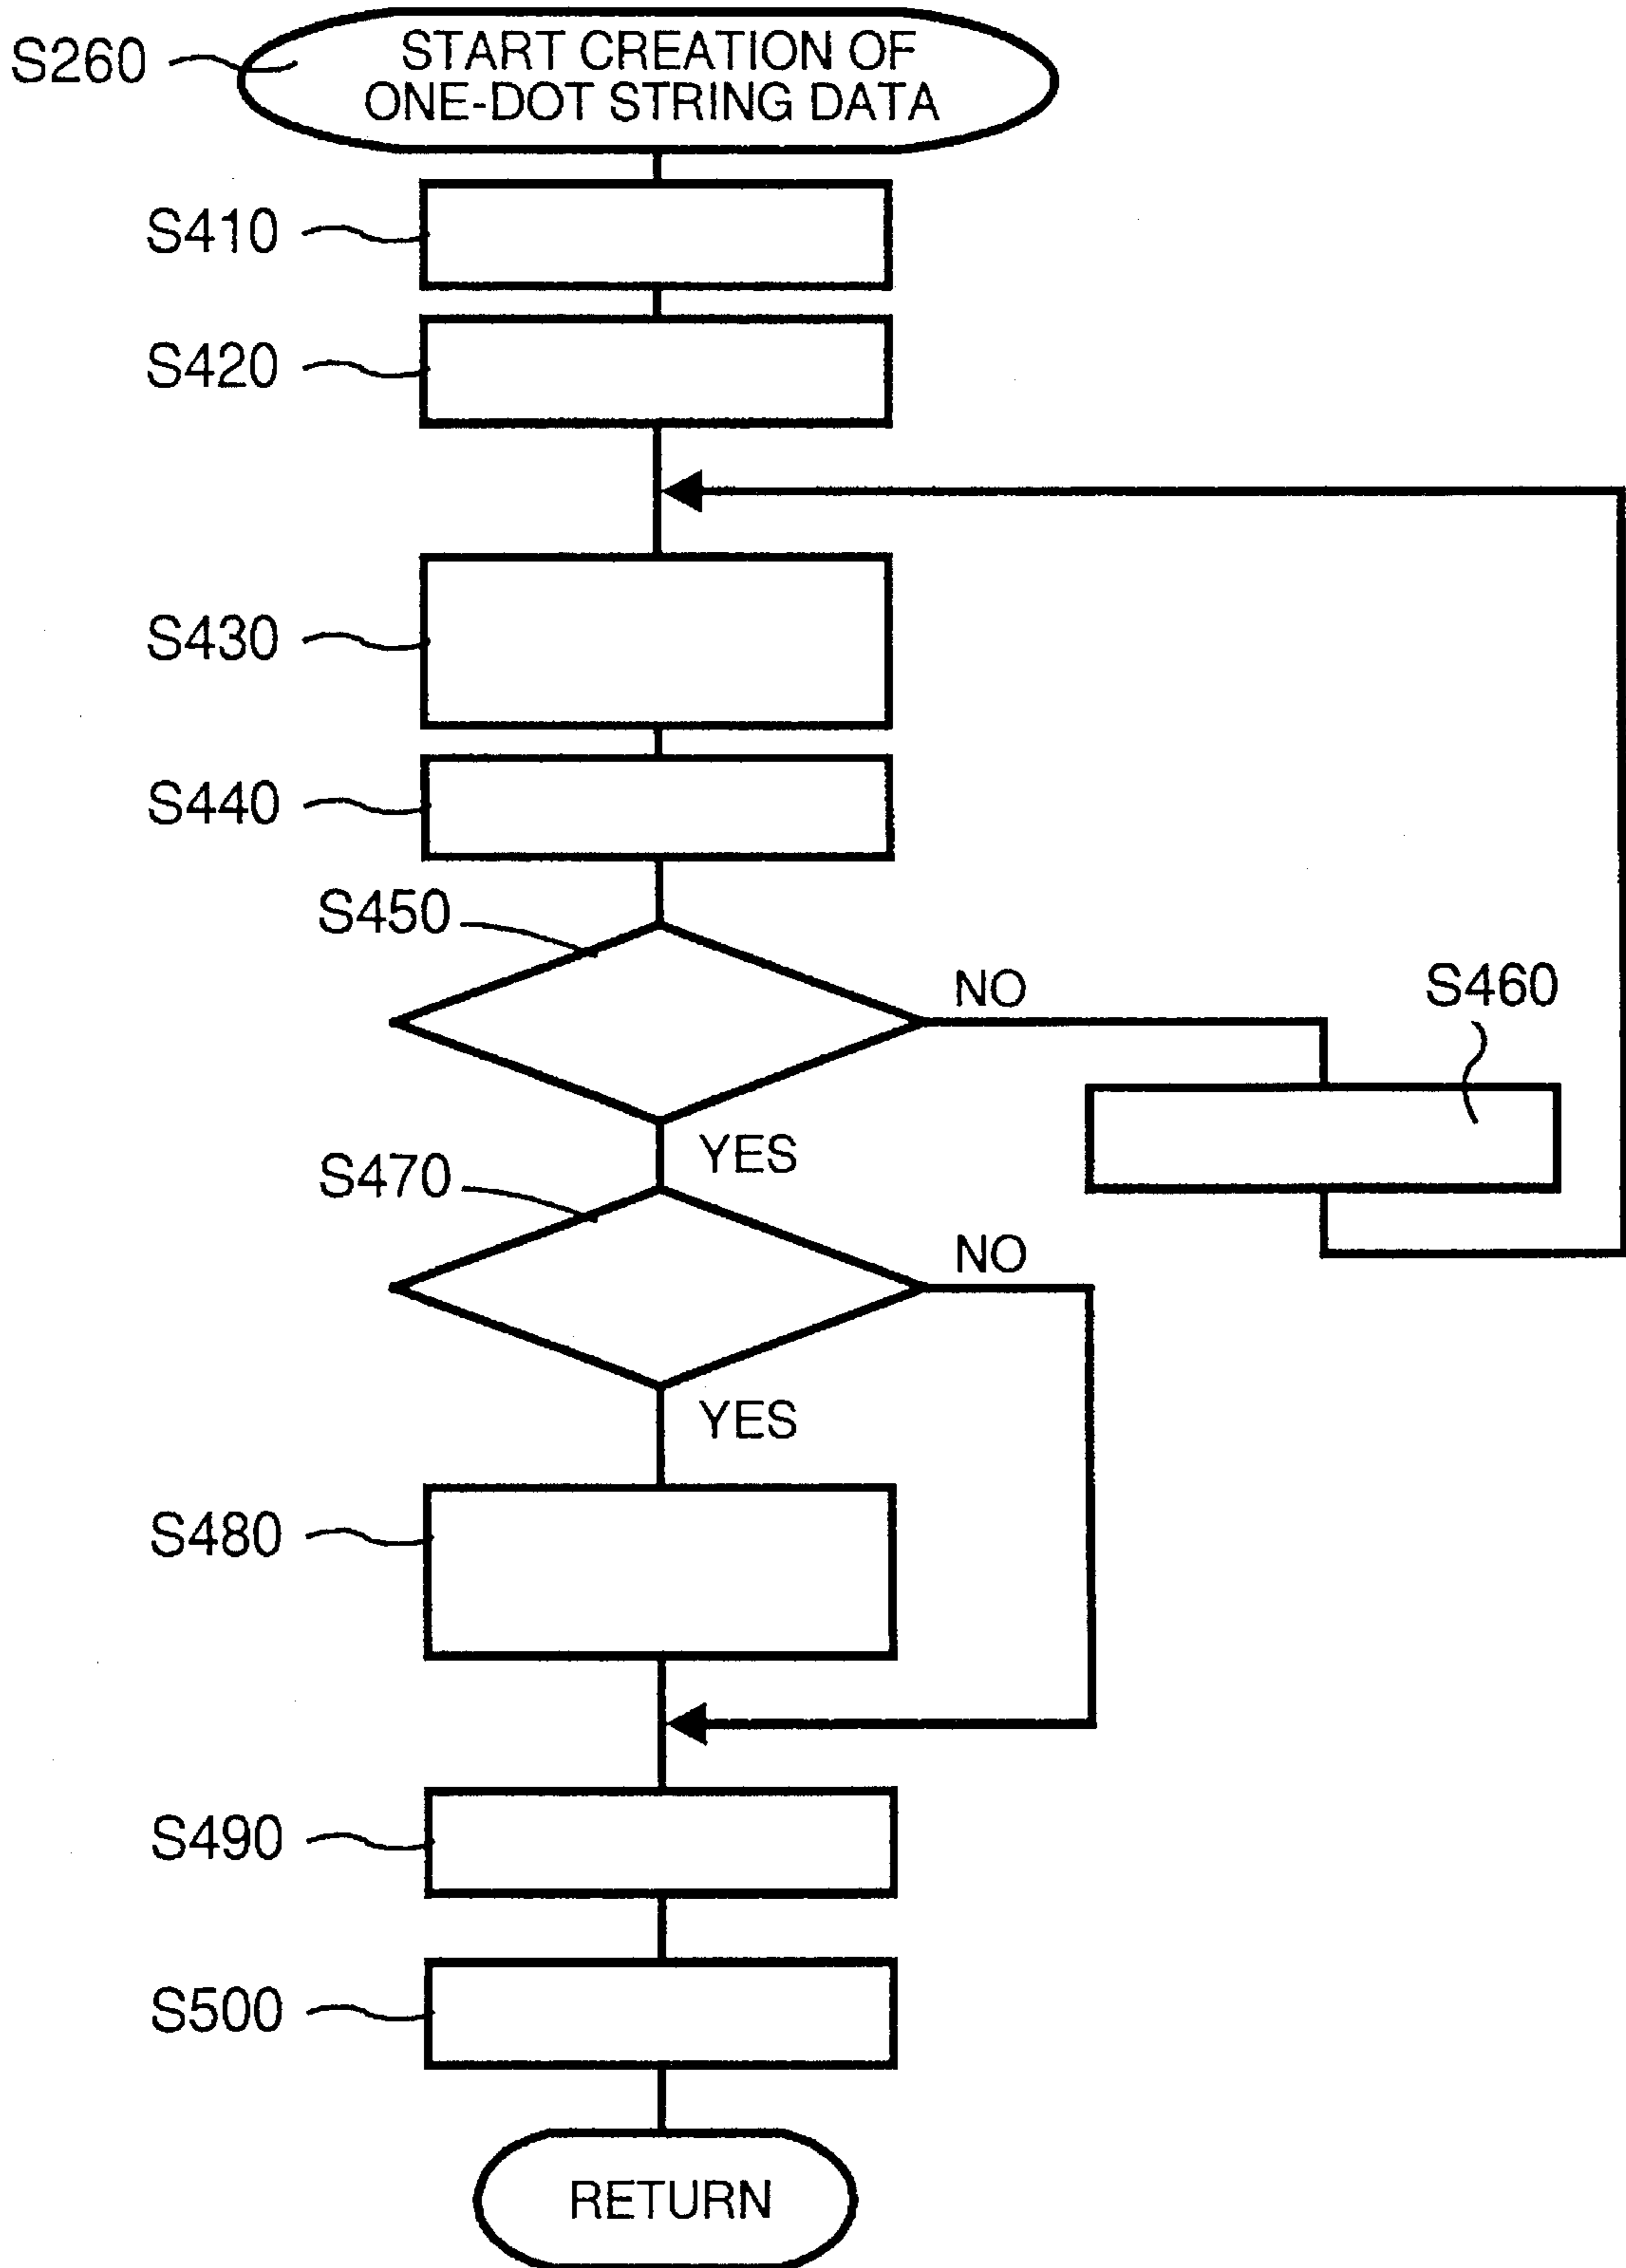 S260
START CREATION OF
ONE-DOT STRING DATA
S410
S420
S430
S440
S450
NO
S460
YES
S470
NO
YES
S480
S490
S500
RETURN